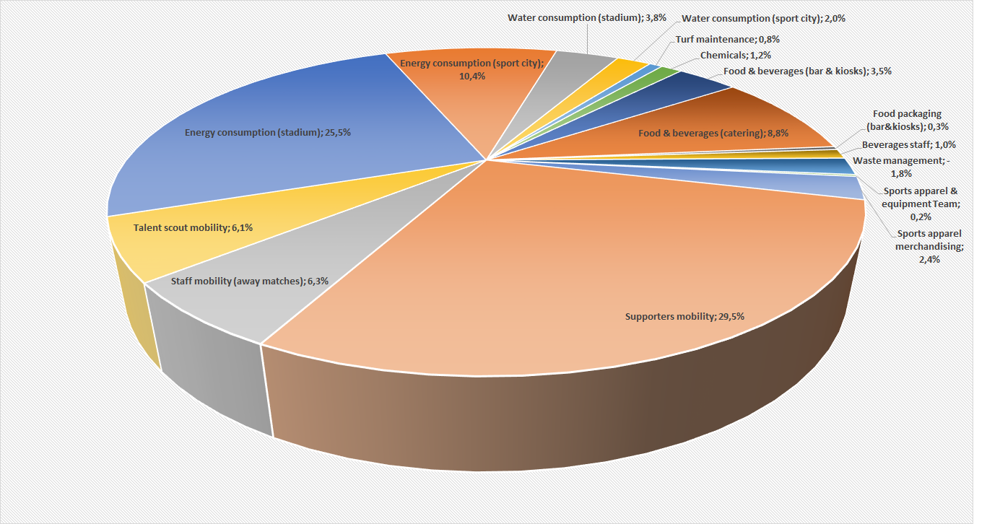 Water consumption (stadium); 3,8%
Water consumption (sport city); 2,0%
Turf maintenance; 0,8%
Chemicals; 1,2%
Energy consumption (sport city);
10,4%
Food & beverages (bar & kiosks); 3,5%
Food packaging
(bar&kiosks); 0,3%
Energy consumption (stadium); 25,5%
Food & beverages (catering); 8,8%
Beverages staff; 1,0%
Waste management; -
1,8%
Sports apparel &
equipment Team;
0,2%
Talent scout mobility; 6,1%
Sports apparel
merchandising;
2,4%
Staff mobility (away matches); 6,3%
Supporters mobility; 29,5%